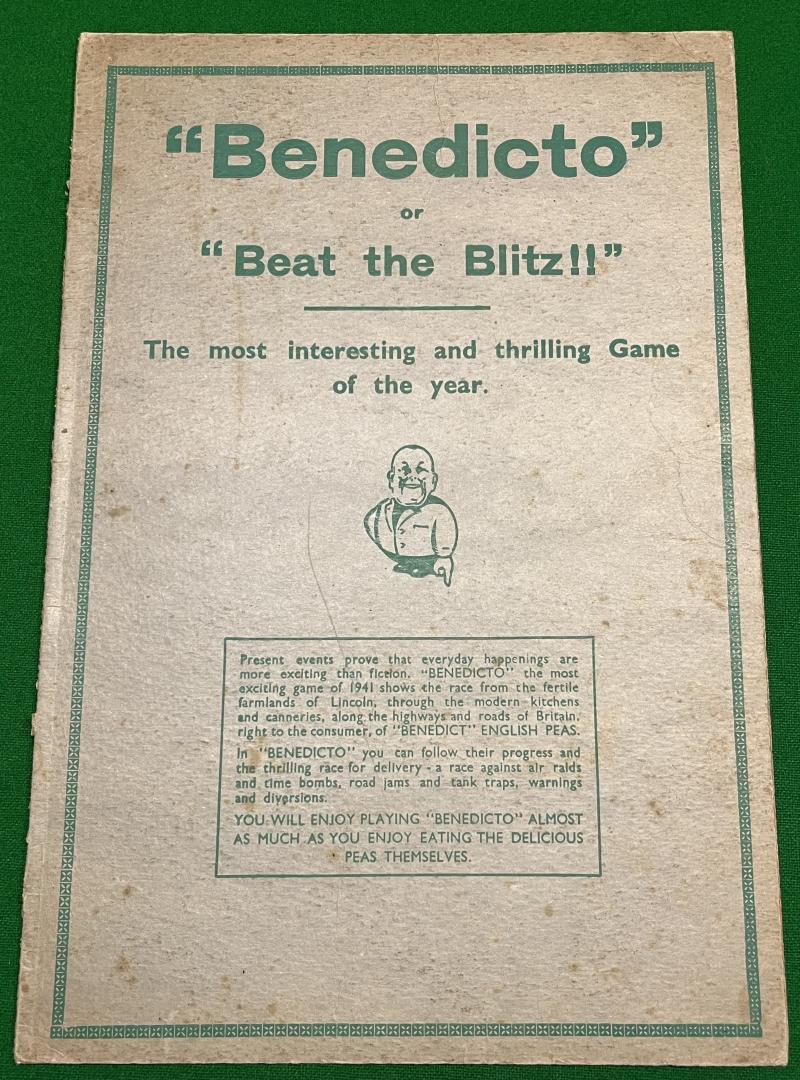 “Benedicto”
or
“Beat the Blitz!!”
The most interesting and thrilling Game
of the year.
Present events prove that everyday happenings are
more exciting than fiction. “BENEDICTO” the most
exciting game of 1941 shows the race from the fertile
farmlands of Lincoln, through the modern kitchens
and canneries, along the highways and roads of Britain,
right to the consumer, of “BENEDICT” ENGLISH PEAS.
In “BENEDICTO” you can follow their progress and
the thrilling race for delivery - a race against air raids
and time bombs, road jams and tank traps, warnings
and diversions.
YOU WILL ENJOY PLAYING “BENEDICTO” ALMOST
AS MUCH AS YOU ENJOY EATING THE DELICIOUS
PEAS THEMSELVES.